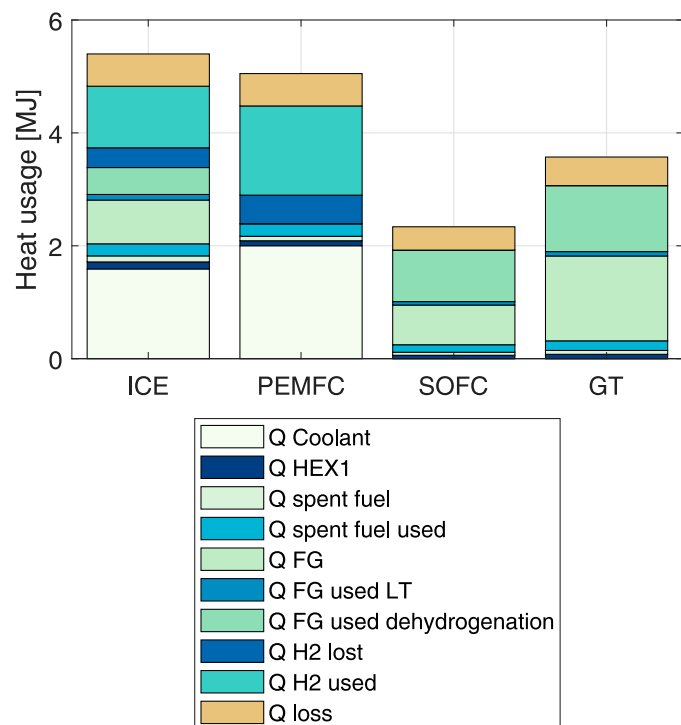 Heat usage [MJ]
6
4
2
0
ICE PEMFC SOFC GT
Q Coolant
Q HEX1
Q spent fuel
Q spent fuel used
Q FG
Q FG used LT
Q FG used dehydrogenation
Q H2 lost
Q H2 used
Q loss